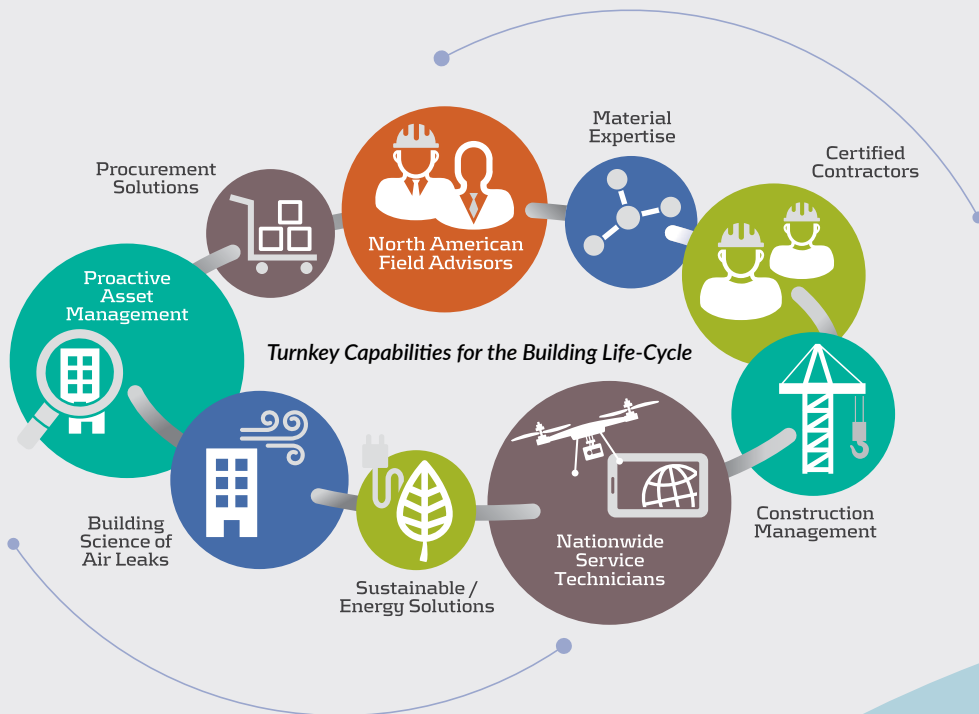 Material
Expertise
Certified
Contractors
Procurement
Solutions
North American
Field Advisors
Proactive
Asset
Management
Turnkey Capabilities for the Building Life-Cycle
Building
Science of
Air Leaks
Sustainable /
Energy Solutions
Nationwide
Service
Technicians
Construction
Management